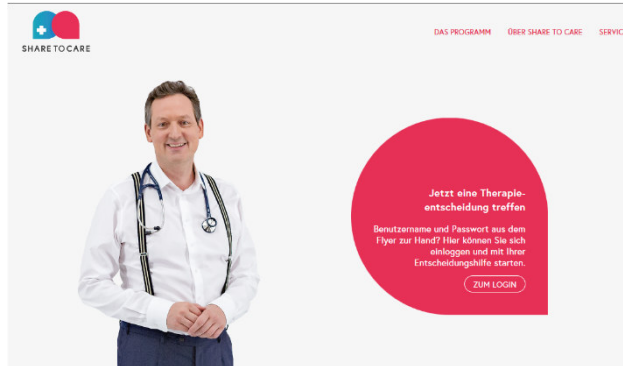 SHARE TO CARE
DAS PROGRAMM ÜBER SHARE TO CARE SERVIC
Jetzt eine Therapie-
entscheidung treffen
Benutzername und Passwort aus dem
Flyer zur Hand? Hier können Sie sich
einloggen und mit Ihrer
Entscheidungshilfe starten.
ZUM LOGIN